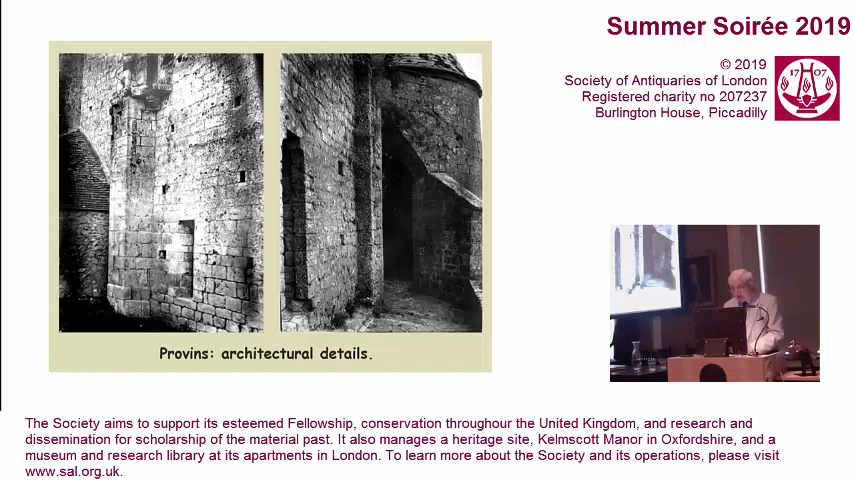 Summer Soirée 2019
© 2019
Society of Antiquaries of London
Registered charity no 207237
Burlington House, Piccadilly
17 07
Provins: architectural details.
The Society aims to support its esteemed Fellowship, conservation throughour the United Kingdom, and research and
dissemination for scholarship of the material past. It also manages a heritage site, Kelmscott Manor in Oxfordshire, and a
museum and research library at its apartments in London. To learn more about the Society and its operations, please visit
www.sal.org.uk.